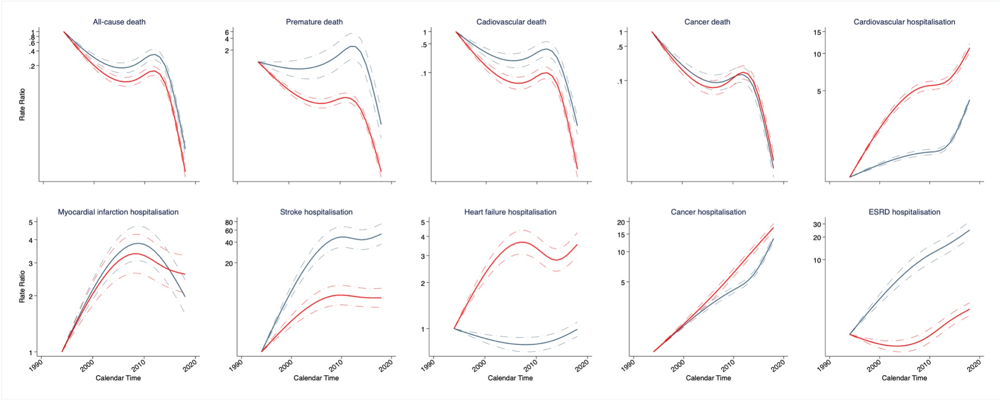 All-cause death
Premature death
Cadiovascular death
Cancer death
Cardiovascular hospitalisation
Rate Ratio
1
.8
.6
.4
.2
6
4
2
1
.5
.1
1
.5
.1
15
10
5
Myocardial infarction hospitalisation
Stroke hospitalisation
Heart failure hospitalisation
Cancer hospitalisation
ESRD hospitalisation
Rate Ratio
5
4
3
2
1
80
60
40
20
5
4
3
2
1
20
15
10
5
30
20
10
1990 2000 2010 2020
1990 2000 2010 2020
1990 2000 2010 2020
1990 2000 2010 2020
1990 2000 2010 2020
Calendar Time
Calendar Time
Calendar Time
Calendar Time
Calendar Time